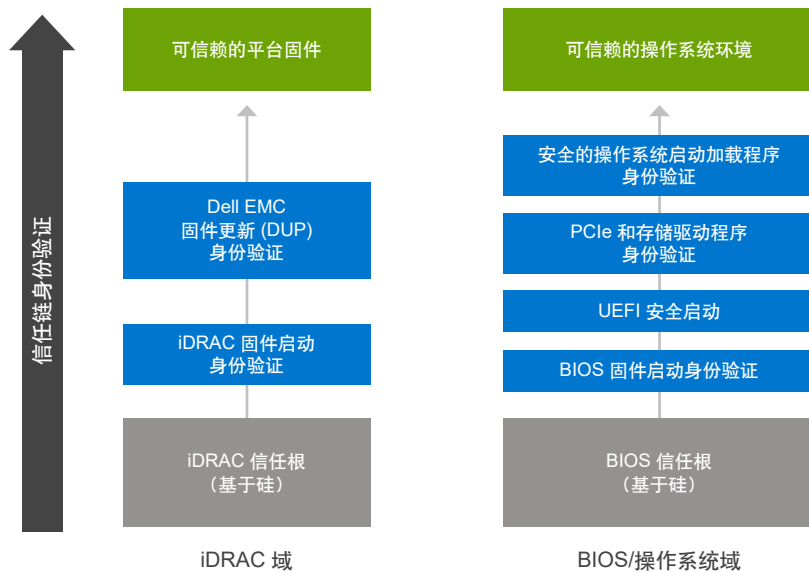 信任链身份验证
可信赖的平台固件
Dell EMC
固件更新 (DUP)
身份验证
iDRAC 固件启动
身份验证
iDRAC 信任根
（基于硅）
iDRAC 域
可信赖的操作系统环境
安全的操作系统启动加载程序
身份验证
PCIe 和存储驱动程序
身份验证
UEFI 安全启动
BIOS 固件启动身份验证
BIOS 信任根
（基于硅）
BIOS/操作系统域